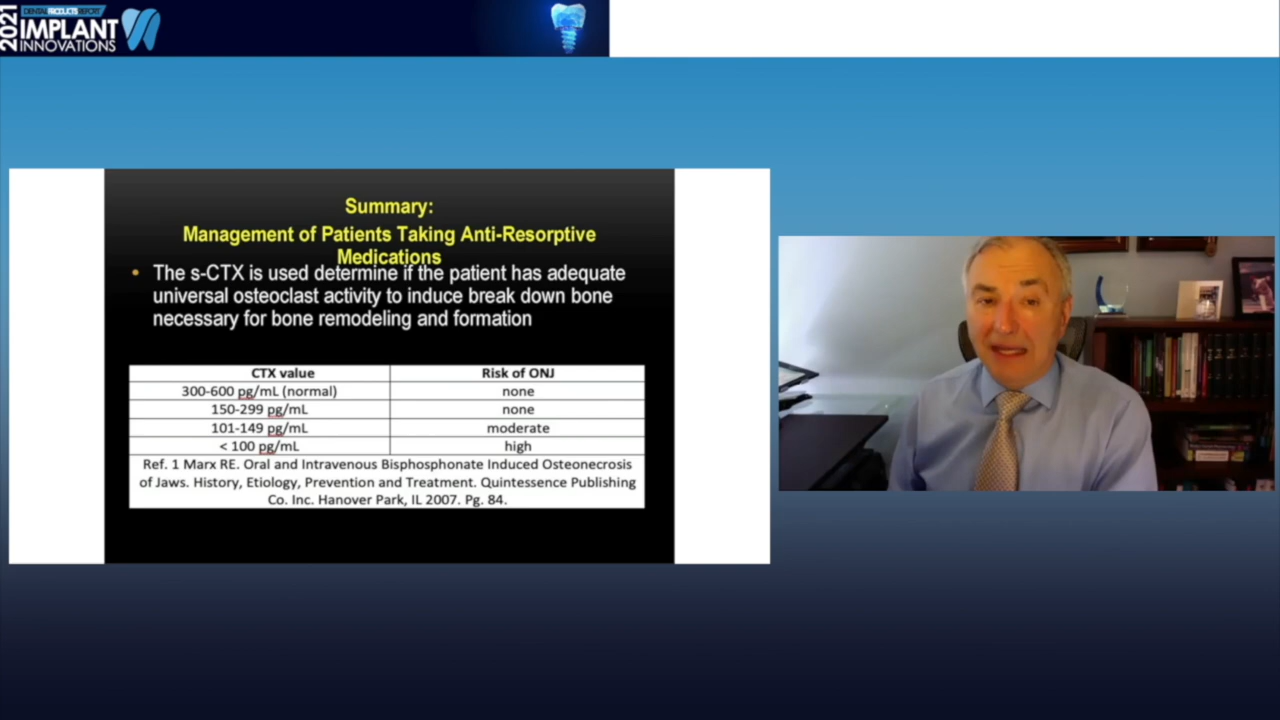 2021
DENTAL PRODUCTS REPORT
IMPLANT
INNOVATIONS
Summary:
Management of Patients Taking Anti-Resorptive
Medications
• The s-CTX is used determine if the patient has adequate
universal osteoclast activity to induce break down bone
necessary for bone remodeling and formation
CTX value Risk of ONJ
300-600 pg/mL (normal) none
150-299 pg/mL none
101-149 pg/mL moderate
< 100 pg/mL high
Ref. 1 Marx RE. Oral and Intravenous Bisphosphonate Induced Osteonecrosis
of Jaws. History, Etiology, Prevention and Treatment. Quintessence Publishing
Co. Inc. Hanover Park, IL 2007. Pg. 84.